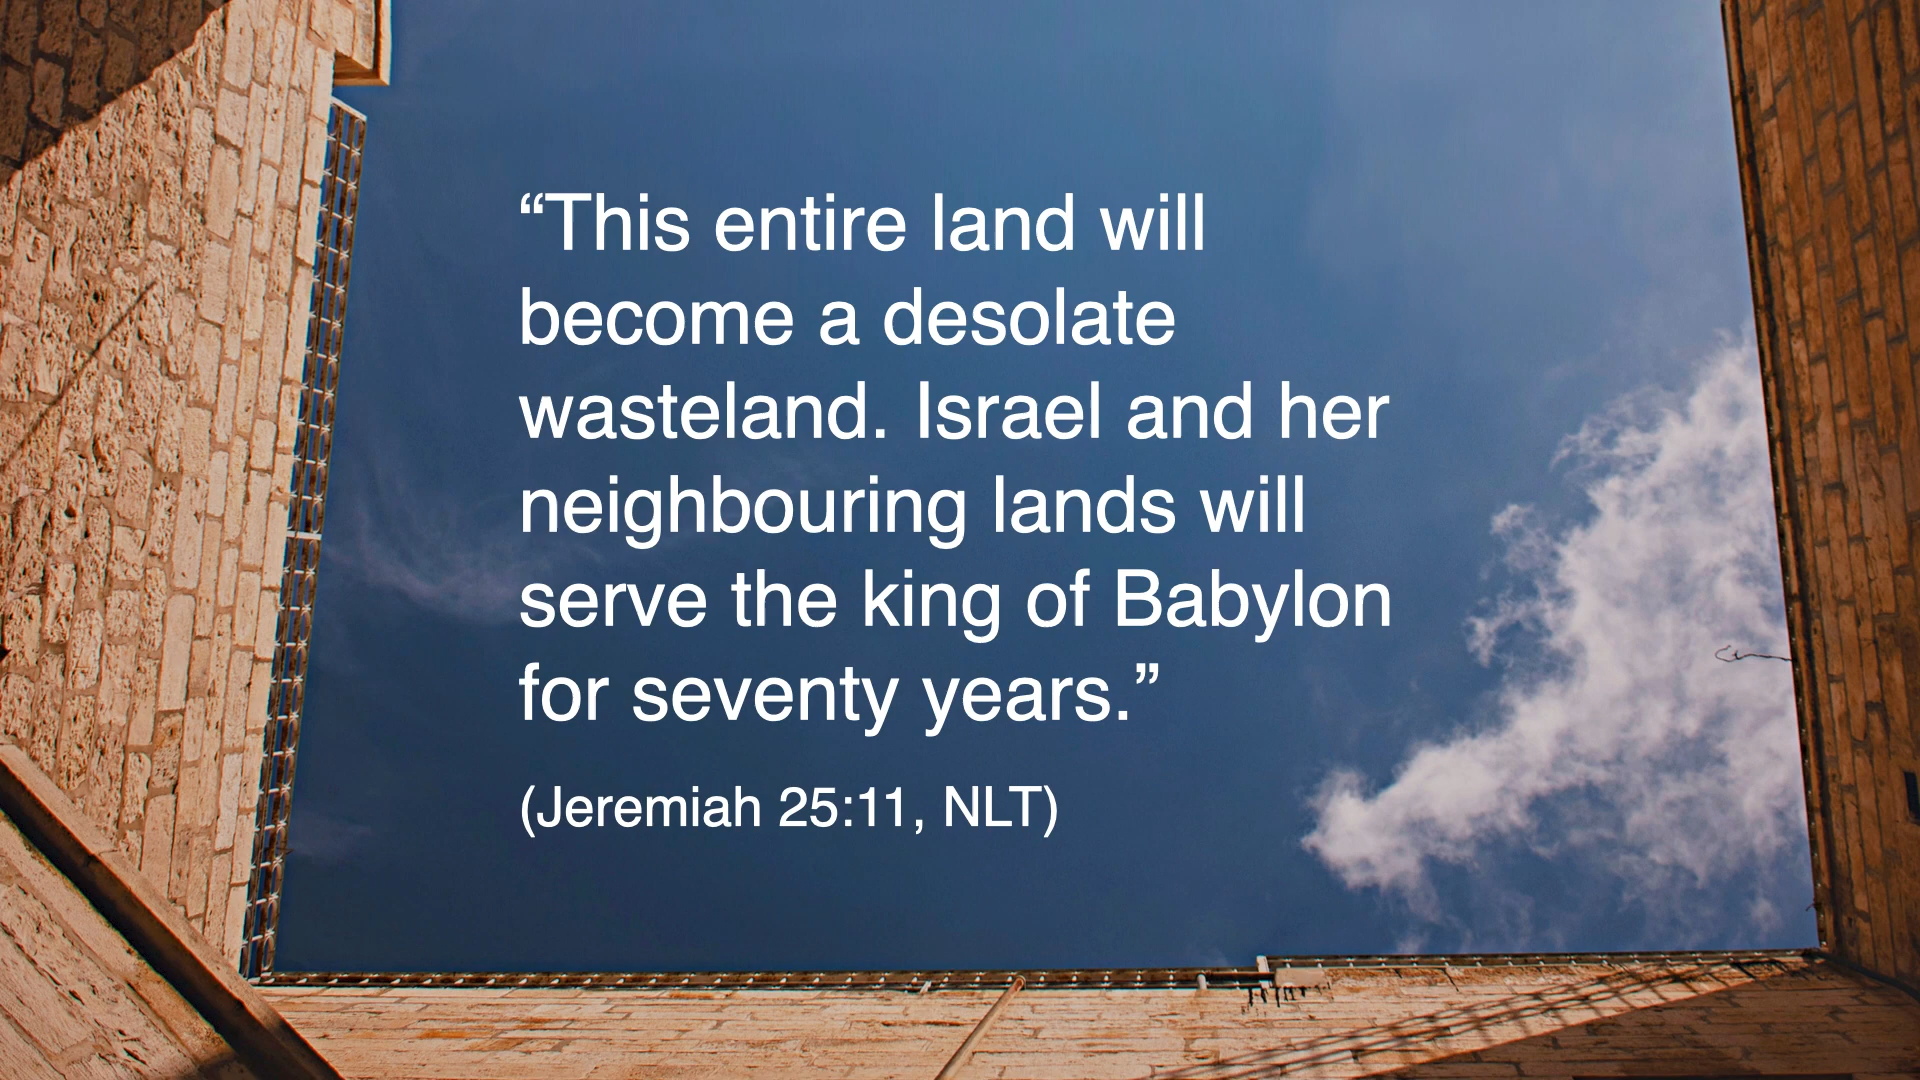 “This entire land will
become a desolate
wasteland. Israel and her
neighbouring lands will
serve the king of Babylon
for seventy years.”
(Jeremiah 25:11, NLT)